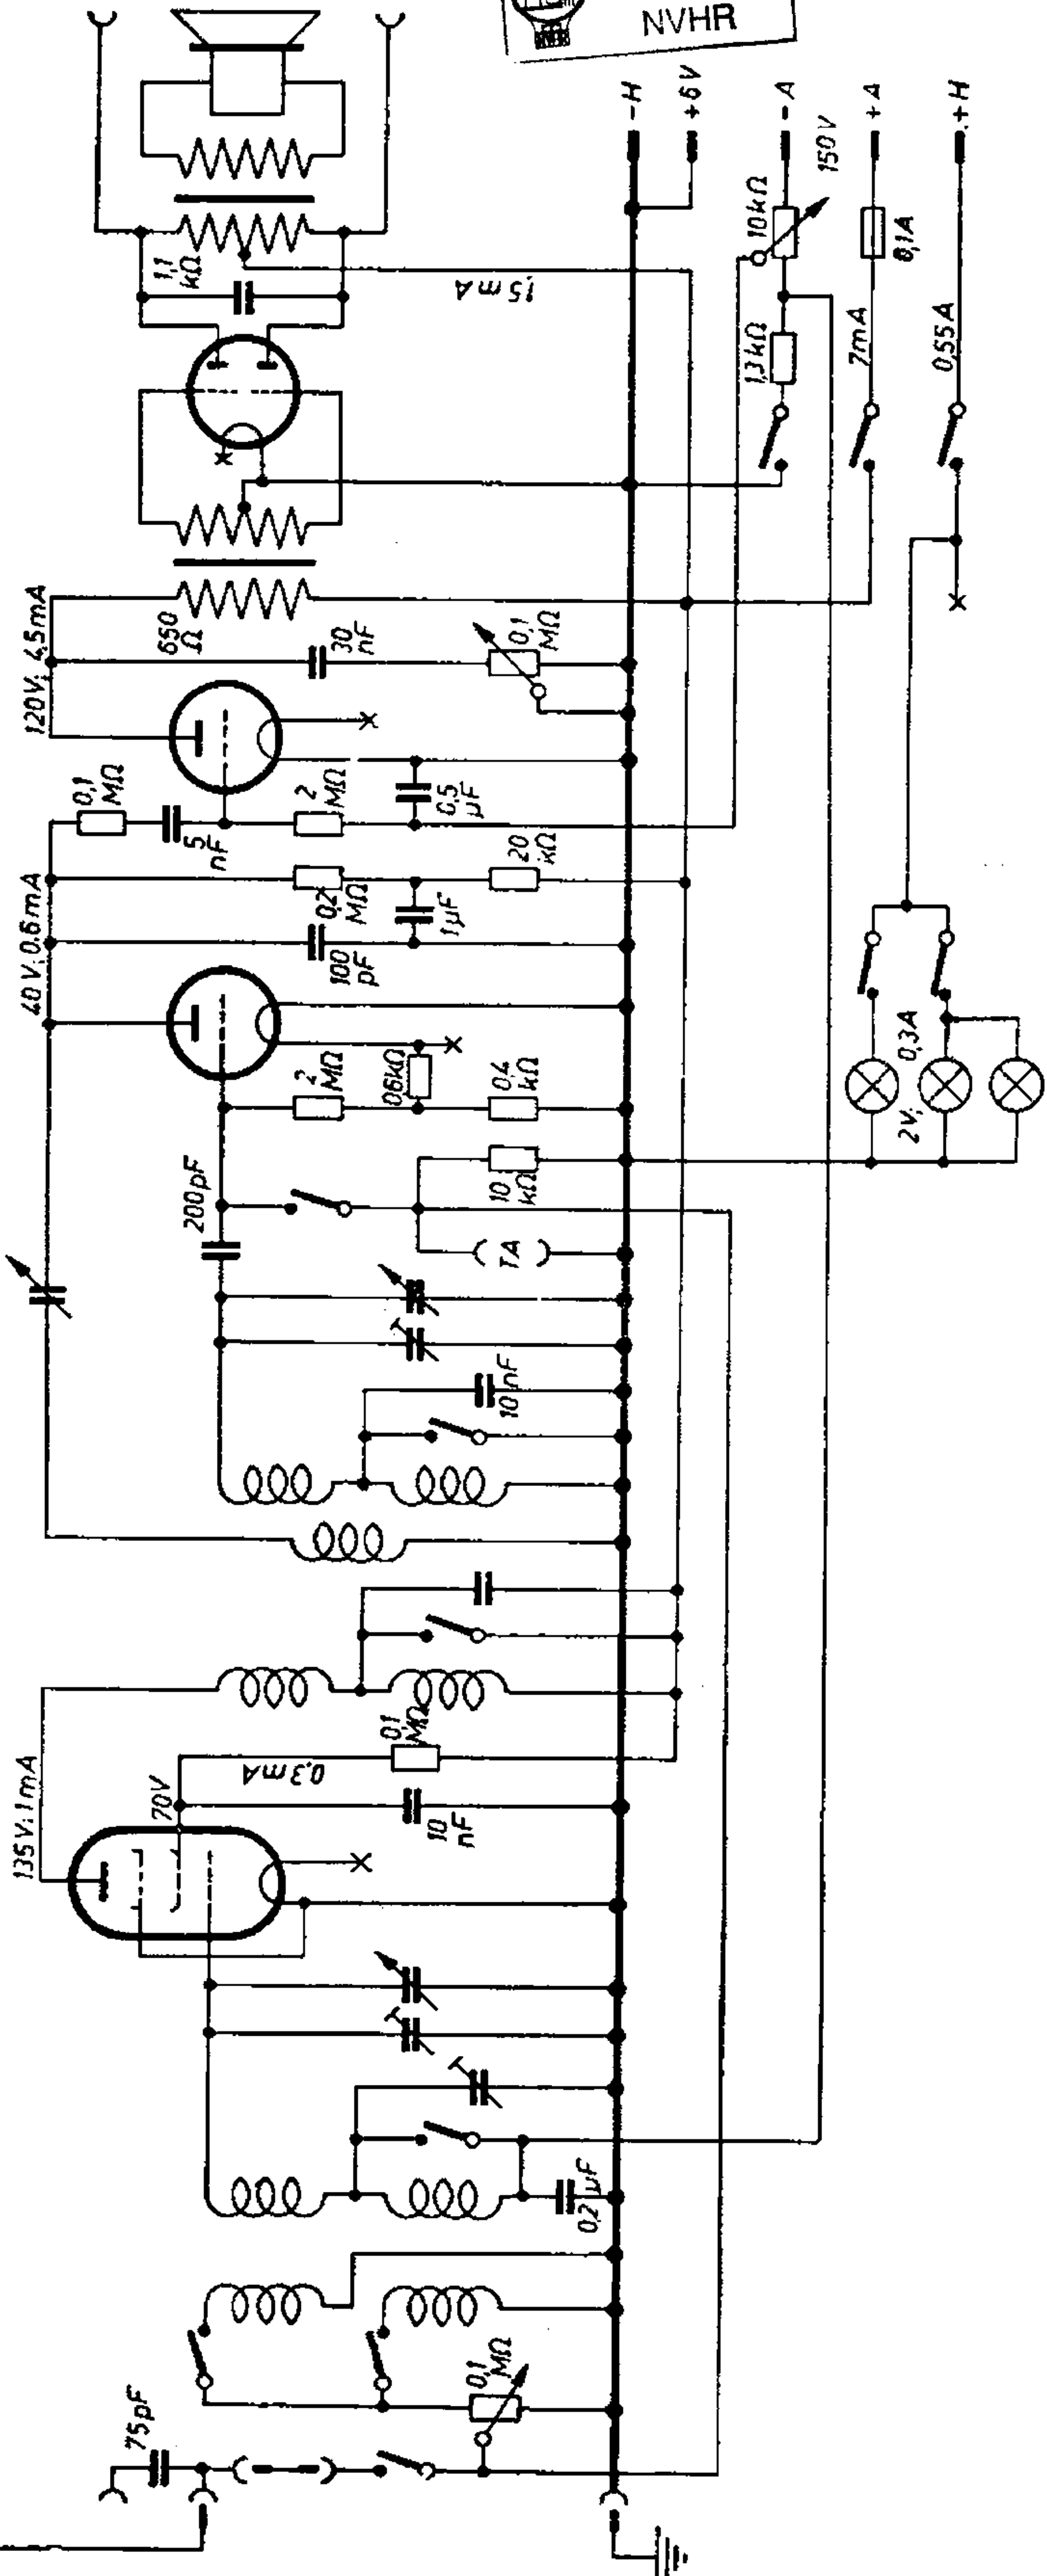 NVHR
-H
+6V
-A
150V
+A
+H
10kΩ
0,1A
1,3kΩ
7mA
0,55A
1,1
kΩ
1,5mA
120V; 4,5mA
650
Ω
30
nF
0,1
MΩ
0,1
MΩ
5
nF
2
MΩ
0,5
µF
40V; 0,6mA
0,2
MΩ
20
kΩ
1µF
100
pF
2
MΩ
0,6kΩ
0,4
kΩ
0,3A
2V;
200pF
10
kΩ
TA
10nF
135V; 1mA
70V
0,3mA
0,1
MΩ
10
nF
0,2µF
75pF
0,1
MΩ